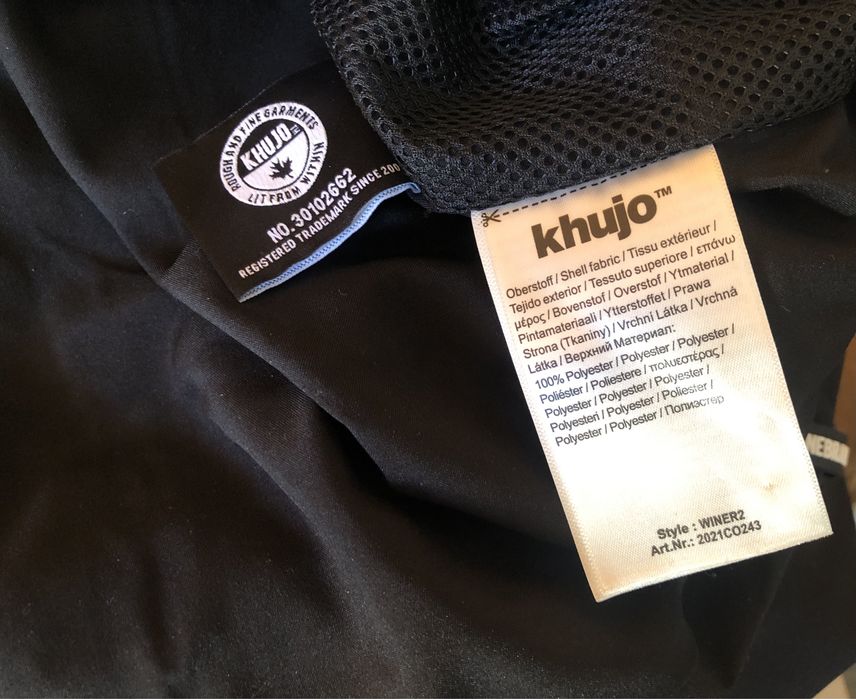 ROUGH AND FINE GARMENTS
KHUJO™
LIT FROM WITHIN
NO. 30102662
REGISTERED TRADEMARK SINCE
khujo™
Oberstoff / Shell fabric / Tissu extérieur /
Tejido exterior / Tessuto superiore / επάνω
μέρος / Bovenstof / Overstof / Ytmaterial /
Pintamateriaali / Ytterstoffet / Prawa
Strona (Tkaniny) / Vrchní Látka / Vrchná
Látka / Верхний Материал:
100% Polyester / Polyester / Polyester /
Poliéster / Poliestere / πολυεστέρας /
Polyester / Polyester / Polyester /
Polyesteri / Polyester / Poliester /
Polyester / Polyester / Полиэстер
Style : WINER2
Art.Nr.: 2021CO243